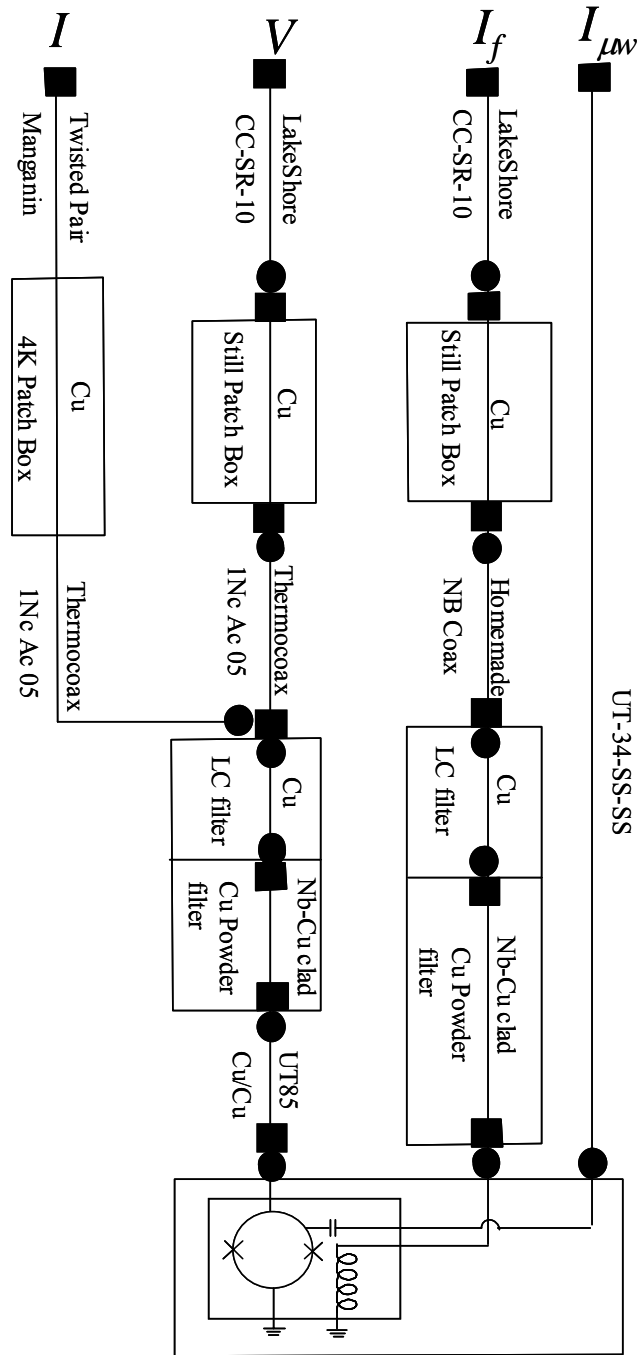 I
V
I_f
I_μw
Twisted Pair
Manganin
LakeShore
CC-SR-10
LakeShore
CC-SR-10
Cu
4K Patch Box
Cu
Still Patch Box
Cu
Still Patch Box
Thermocoax
1Nc Ac 05
Thermocoax
1Nc Ac 05
Homemade
NB Coax
UT-34-SS-SS
Cu
LC filter
Cu
LC filter
Nb-Cu clad
Cu Powder
filter
Nb-Cu clad
Cu Powder
filter
UT85
Cu/Cu